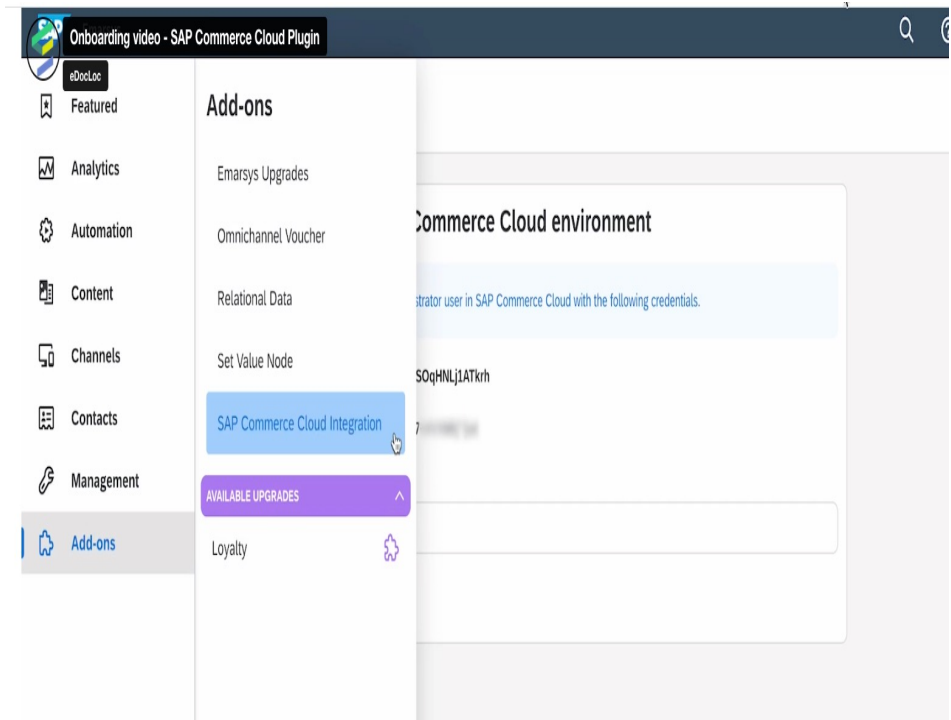 Onboarding video - SAP Commerce Cloud Plugin
eDocLoc
Featured
Analytics
Automation
Content
Channels
Contacts
Management
Add-ons
Add-ons
Emarsys Upgrades
Omnichannel Voucher
Relational Data
Set Value Node
SAP Commerce Cloud Integration
AVAILABLE UPGRADES
Loyalty
Commerce Cloud environment
strator user in SAP Commerce Cloud with the following credentials.
SOqHNLj1ATkrh